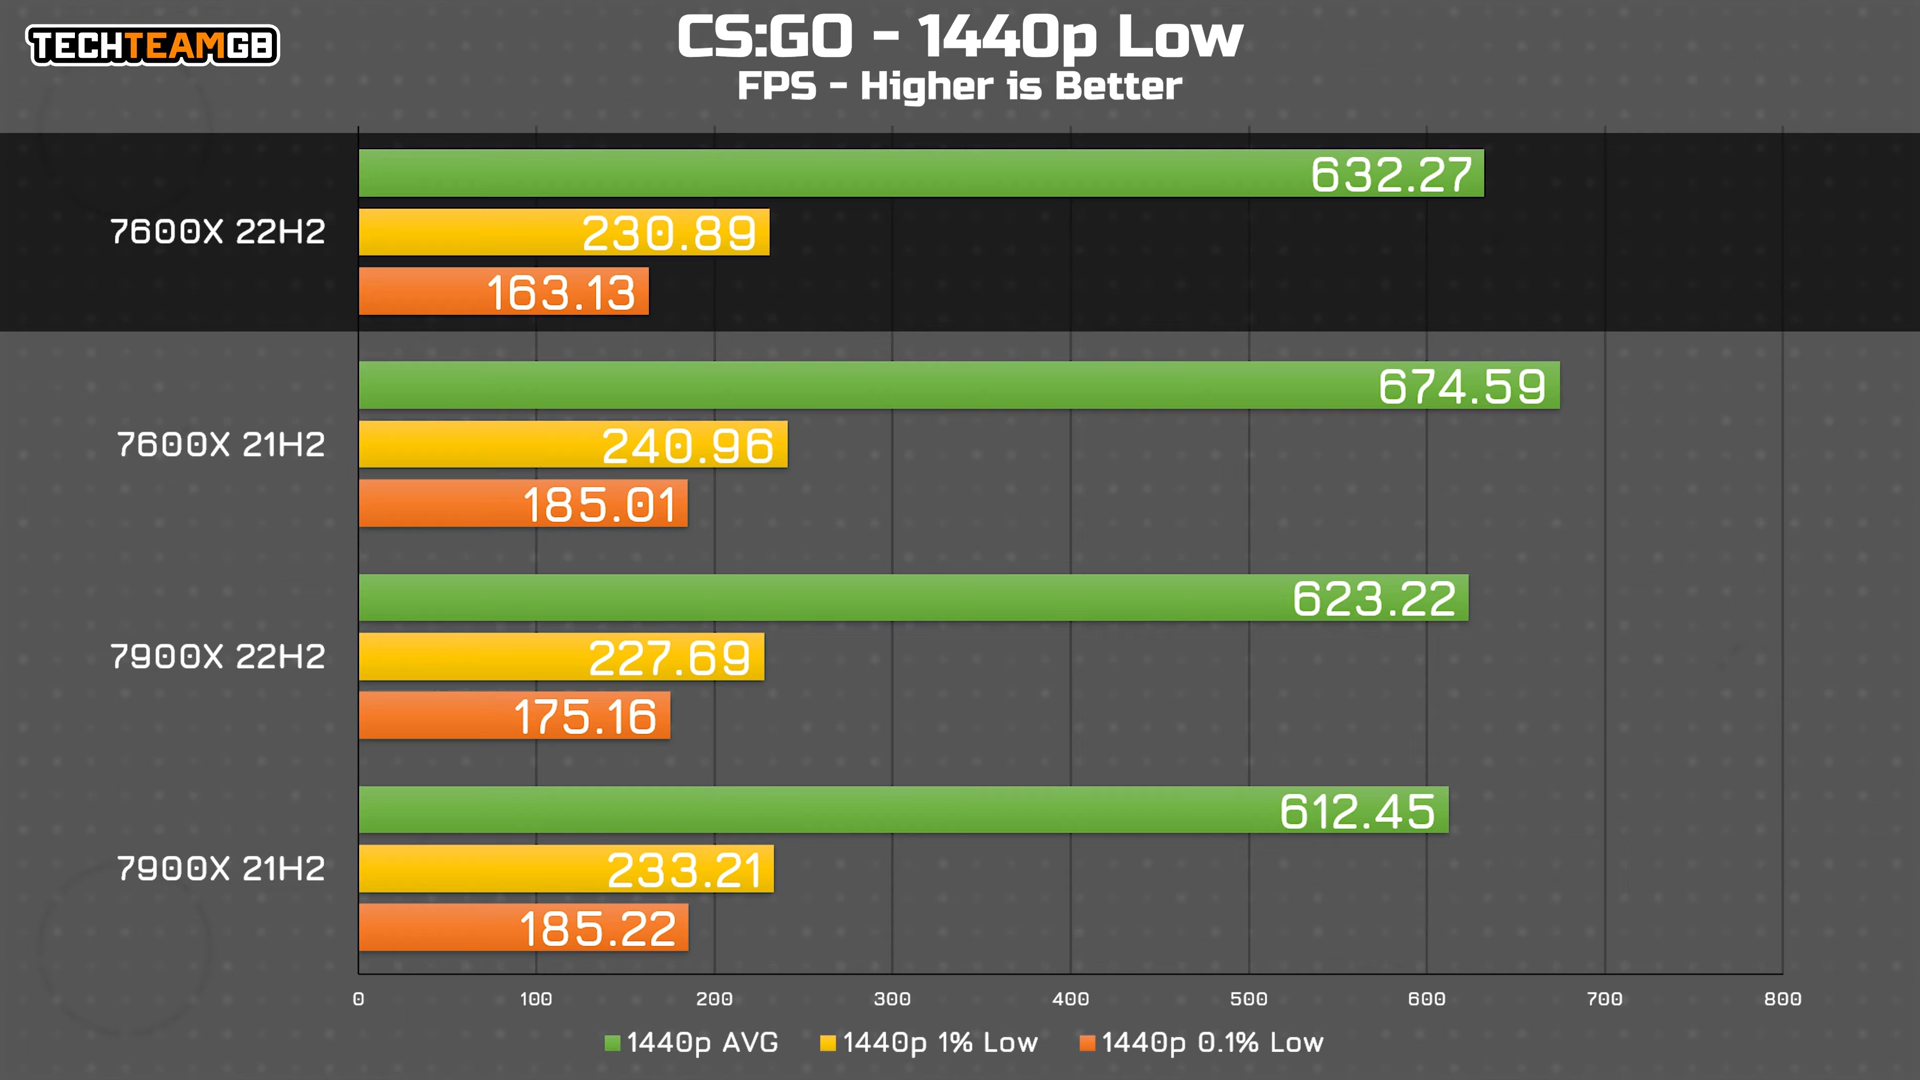 TECHTEAMGB
CS:GO - 1440p Low
FPS - Higher is Better
7600X 22H2
632.27
230.89
163.13
7600X 21H2
674.59
240.96
185.01
7900X 22H2
623.22
227.69
175.16
7900X 21H2
612.45
233.21
185.22
0 100 200 300 400 500 600 700 800
1440p AVG 1440p 1% Low 1440p 0.1% Low